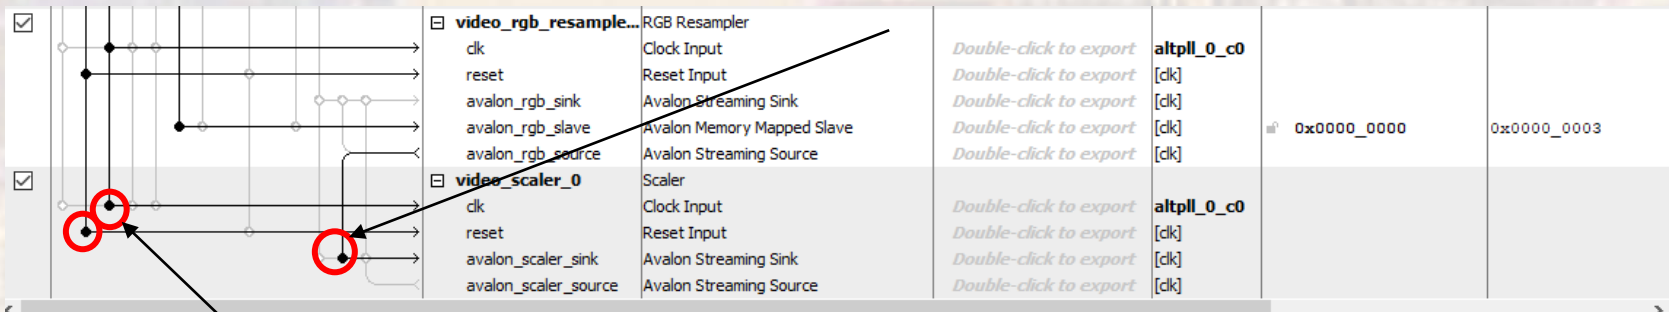 video_rgb_resample... RGB Resampler
clk Clock Input Double-click to export altpll_0_c0
reset Reset Input Double-click to export [clk]
avalon_rgb_sink Avalon Streaming Sink Double-click to export [clk]
avalon_rgb_slave Avalon Memory Mapped Slave Double-click to export [clk] 0x0000_0000 0x0000_0003
avalon_rgb_source Avalon Streaming Source Double-click to export [clk]
video_scaler_0 Scaler
clk Clock Input Double-click to export altpll_0_c0
reset Reset Input Double-click to export [clk]
avalon_scaler_sink Avalon Streaming Sink Double-click to export [clk]
avalon_scaler_source Avalon Streaming Source Double-click to export [clk]